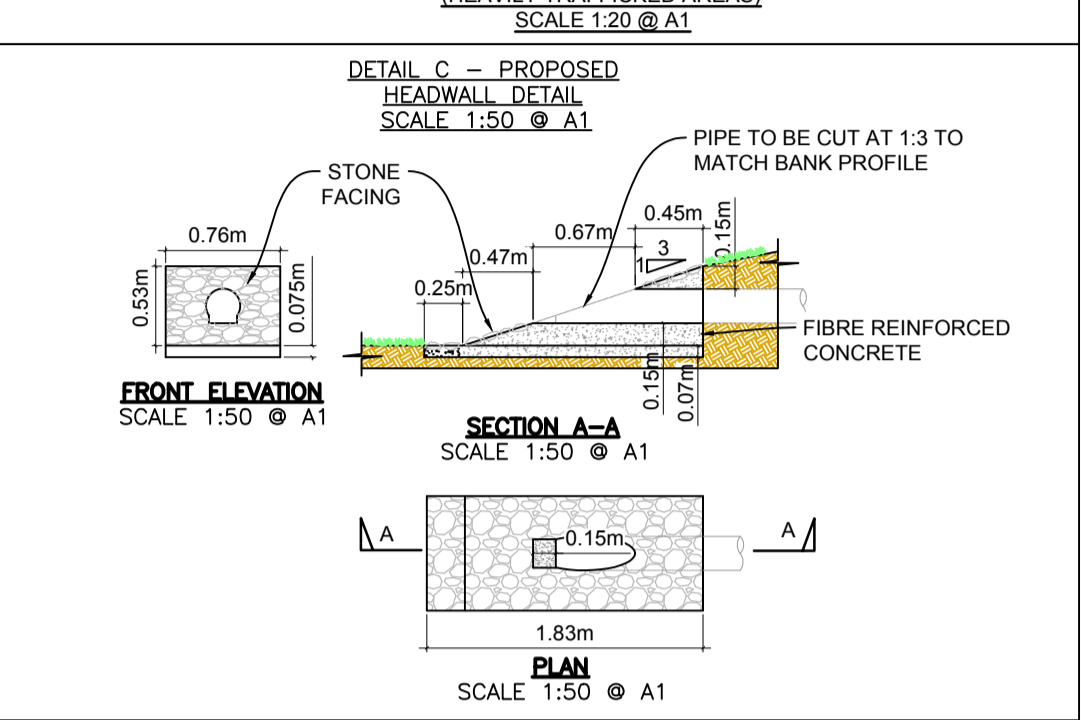 (HEAVILY TRAFFICKED AREAS)
SCALE 1:20 @ A1
DETAIL C – PROPOSED
HEADWALL DETAIL
SCALE 1:50 @ A1
STONE
FACING
PIPE TO BE CUT AT 1:3 TO
MATCH BANK PROFILE
0.76m
0.53m
0.075m
FRONT ELEVATION
SCALE 1:50 @ A1
0.25m
0.47m
0.67m
0.45m
0.15m
1
3
0.15m
0.07m
FIBRE REINFORCED
CONCRETE
SECTION A–A
SCALE 1:50 @ A1
A
0.15m
A
1.83m
PLAN
SCALE 1:50 @ A1